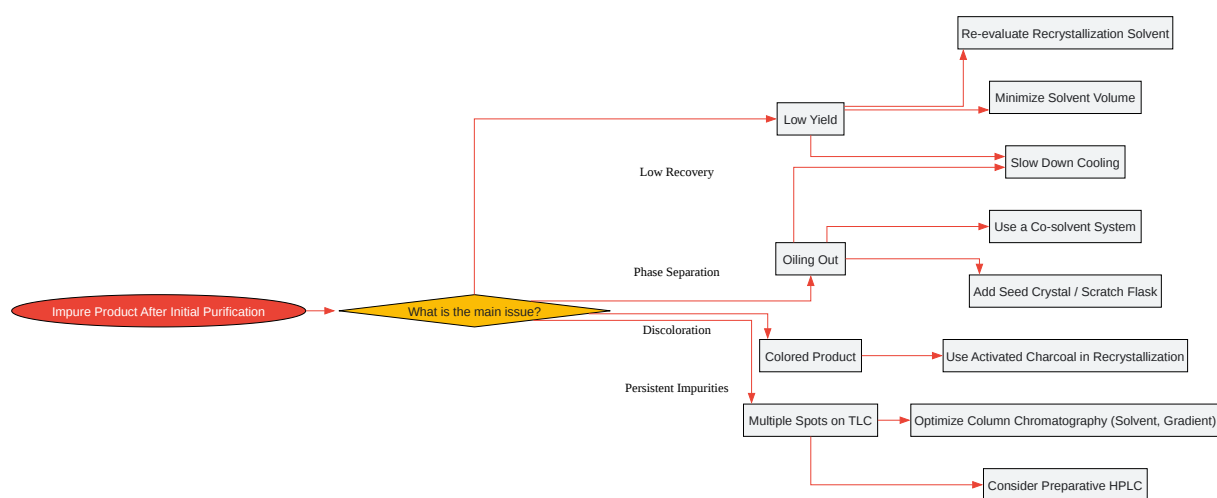 Re-evaluate Recrystallization Solvent
Minimize Solvent Volume
Low Yield
Slow Down Cooling
Low Recovery
Use a Co-solvent System
Oiling Out
Phase Separation
Add Seed Crystal / Scratch Flask
Impure Product After Initial Purification
What is the main issue?
Discoloration
Colored Product
Use Activated Charcoal in Recrystallization
Persistent Impurities
Multiple Spots on TLC
Optimize Column Chromatography (Solvent, Gradient)
Consider Preparative HPLC